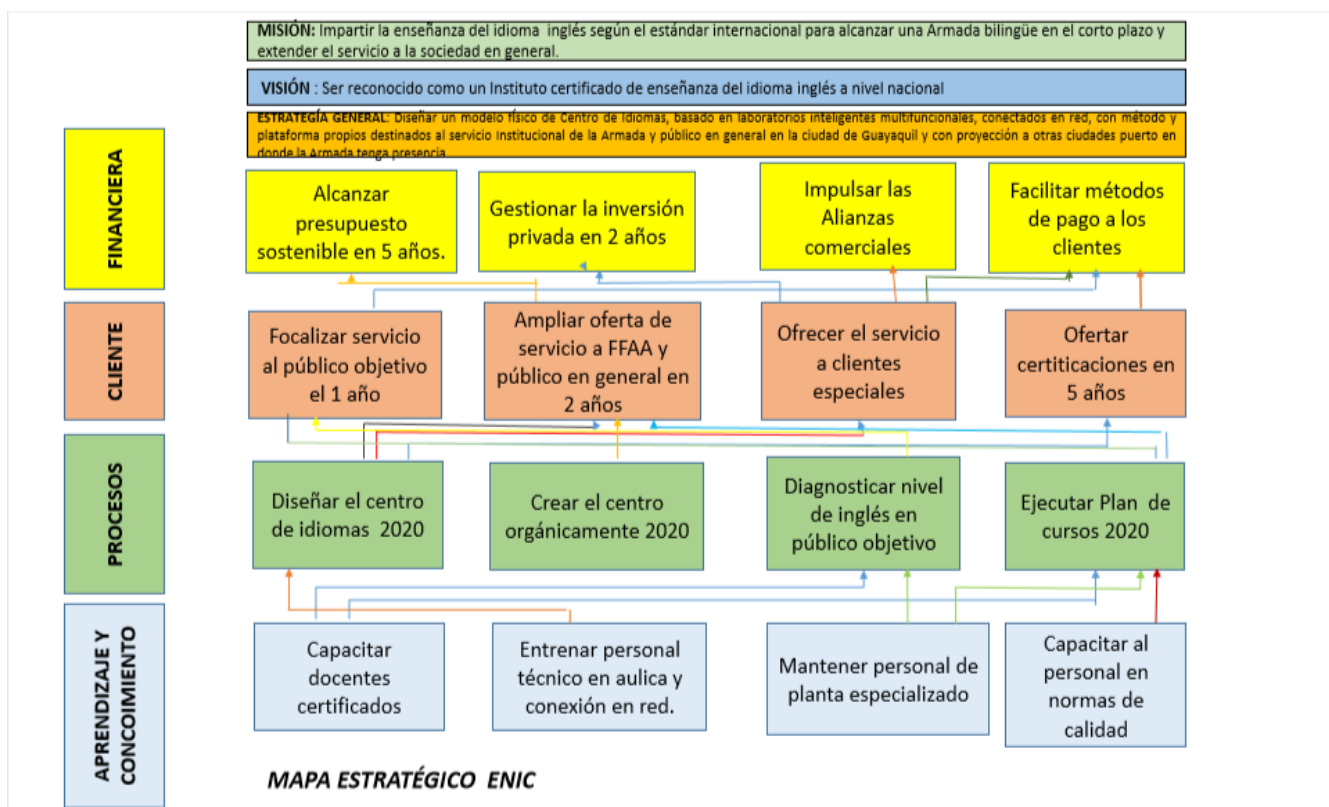 MISIÓN: Impartir la enseñanza del idioma inglés según el estándar internacional para alcanzar una Armada bilingüe en el corto plazo y
extender el servicio a la sociedad en general.
VISIÓN : Ser reconocido como un Instituto certificado de enseñanza del idioma inglés a nivel nacional
ESTRATEGÍA GENERAL: Diseñar un modelo físico de Centro de Idiomas, basado en laboratorios inteligentes multifuncionales, conectados en red, con método y
plataforma propios destinados al servicio Institucional de la Armada y público en general en la ciudad de Guayaquil y con proyección a otras ciudades puerto en
donde la Armada tenga presencia
FINANCIERA
Alcanzar
presupuesto
sostenible en 5 años.
Gestionar la inversión
privada en 2 años
Impulsar las
Alianzas
comerciales
Facilitar métodos
de pago a los
clientes
CLIENTE
Focalizar servicio
al público objetivo
el 1 año
Ampliar oferta de
servicio a FFAA y
público en general en
2 años
Ofrecer el servicio
a clientes
especiales
Ofertar
certiticaciones en
5 años
PROCESOS
Diseñar el centro
de idiomas 2020
Crear el centro
orgánicamente 2020
Diagnosticar nivel
de inglés en
público objetivo
Ejecutar Plan de
cursos 2020
APRENDIZAJE Y
CONCOIMIENTO
Capacitar
docentes
certificados
Entrenar personal
técnico en aulica y
conexión en red.
Mantener personal de
planta especializado
Capacitar al
personal en
normas de
calidad
MAPA ESTRATÉGICO ENIC